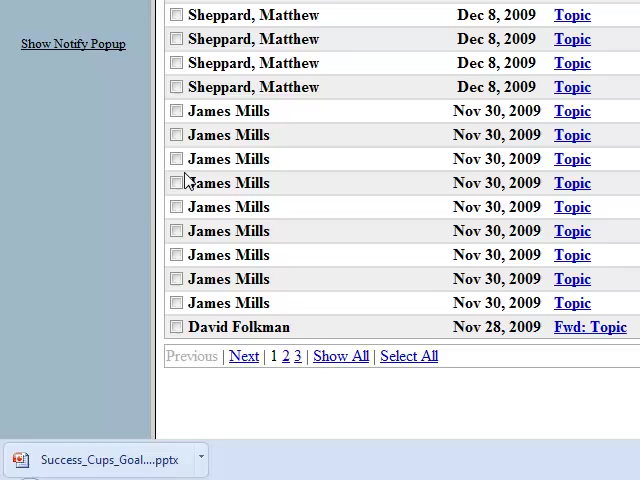 Sheppard, Matthew Dec 8, 2009 Topic
Show Notify Popup
Sheppard, Matthew Dec 8, 2009 Topic
Sheppard, Matthew Dec 8, 2009 Topic
Sheppard, Matthew Dec 8, 2009 Topic
James Mills Nov 30, 2009 Topic
James Mills Nov 30, 2009 Topic
James Mills Nov 30, 2009 Topic
James Mills Nov 30, 2009 Topic
James Mills Nov 30, 2009 Topic
James Mills Nov 30, 2009 Topic
James Mills Nov 30, 2009 Topic
James Mills Nov 30, 2009 Topic
James Mills Nov 30, 2009 Topic
David Folkman Nov 28, 2009 Fwd: Topic
Previous | Next | 1 2 3 | Show All | Select All
Success_Cups_Goal....pptx